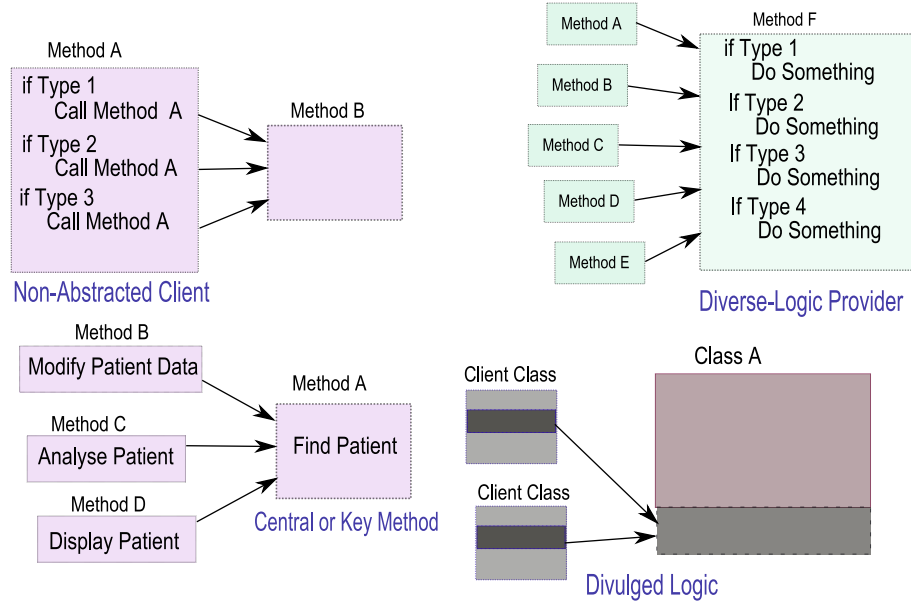 Method A
if Type 1
Call Method A
if Type 2
Call Method A
if Type 3
Call Method A
Method B
Non-Abstracted Client
Method A
Method B
Method C
Method D
Method E
Method F
if Type 1
Do Something
If Type 2
Do Something
If Type 3
Do Something
If Type 4
Do Something
Diverse-Logic Provider
Method B
Modify Patient Data
Method C
Analyse Patient
Method D
Display Patient
Method A
Find Patient
Central or Key Method
Client Class
Client Class
Class A
Divulged Logic